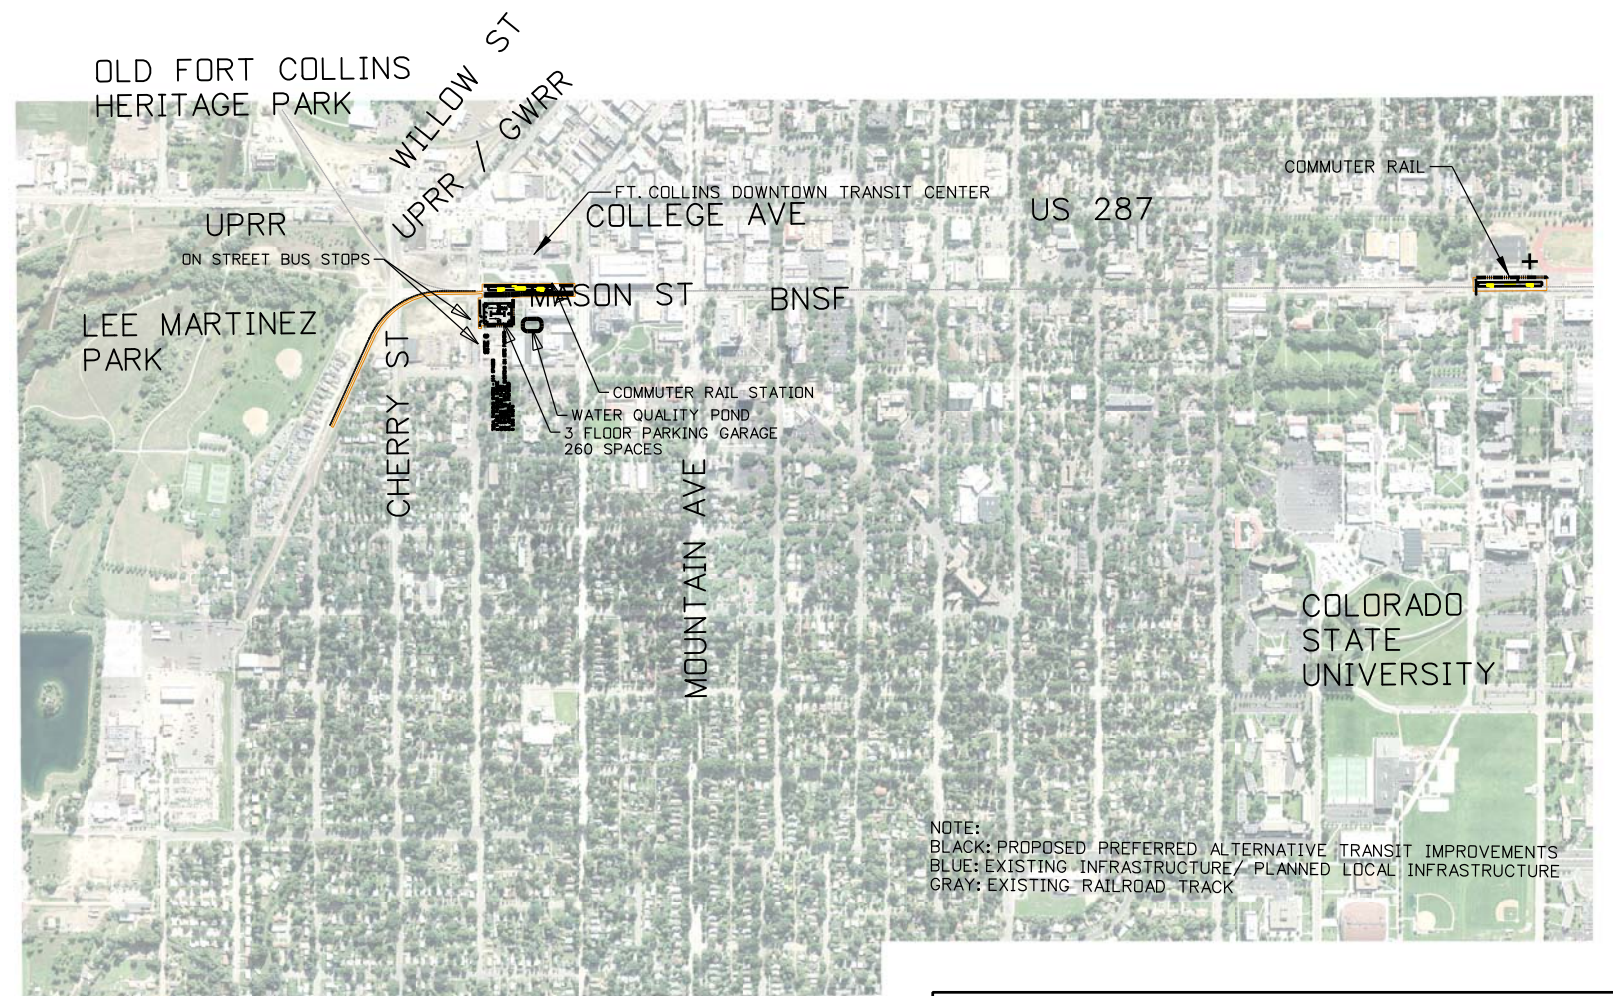 OLD FORT COLLINS
HERITAGE PARK
WILLOW ST
UPRR / GWRR
COMMUTER RAIL
FT. COLLINS DOWNTOWN TRANSIT CENTER
COLLEGE AVE
US 287
UPRR
ON STREET BUS STOPS
MASON ST
BNSF
LEE MARTINEZ
PARK
CHERRY ST
COMMUTER RAIL STATION
WATER QUALITY POND
3 FLOOR PARKING GARAGE
260 SPACES
MOUNTAIN AVE
COLORADO
STATE
UNIVERSITY
NOTE:
BLACK: PROPOSED PREFERRED ALTERNATIVE TRANSIT IMPROVEMENTS
BLUE: EXISTING INFRASTRUCTURE/ PLANNED LOCAL INFRASTRUCTURE
GRAY: EXISTING RAILROAD TRACK